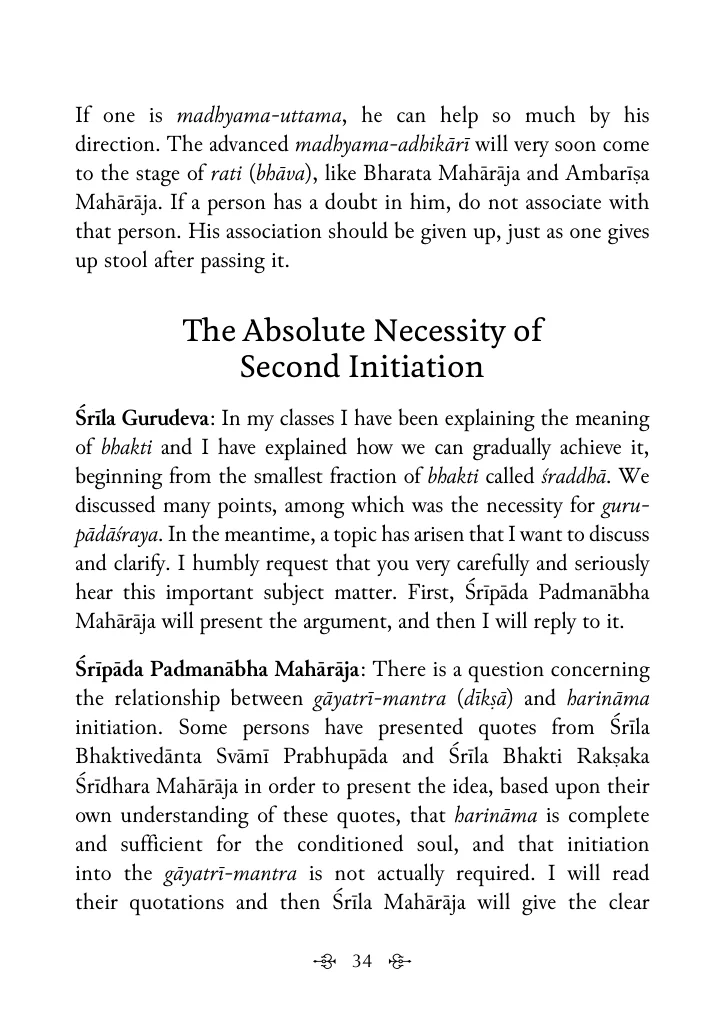 If one is madhyama-uttama, he can help so much by his
direction. The advanced madhyama-adhikārī will very soon come
to the stage of rati (bhāva), like Bharata Mahārāja and Ambarīṣa
Mahārāja. If a person has a doubt in him, do not associate with
that person. His association should be given up, just as one gives
up stool after passing it.
The Absolute Necessity of
Second Initiation
Śrīla Gurudeva: In my classes I have been explaining the meaning
of bhakti and I have explained how we can gradually achieve it,
beginning from the smallest fraction of bhakti called śraddhā. We
discussed many points, among which was the necessity for guru-
pādāśraya. In the meantime, a topic has arisen that I want to discuss
and clarify. I humbly request that you very carefully and seriously
hear this important subject matter. First, Śrīpāda Padmanābha
Mahārāja will present the argument, and then I will reply to it.
Śrīpāda Padmanābha Mahārāja: There is a question concerning
the relationship between gāyatrī-mantra (dīkṣā) and harināma
initiation. Some persons have presented quotes from Śrīla
Bhaktivedānta Svāmī Prabhupāda and Śrīla Bhakti Rakṣaka
Śrīdhara Mahārāja in order to present the idea, based upon their
own understanding of these quotes, that harināma is complete
and sufficient for the conditioned soul, and that initiation
into the gāyatrī-mantra is not actually required. I will read
their quotations and then Śrīla Mahārāja will give the clear
34